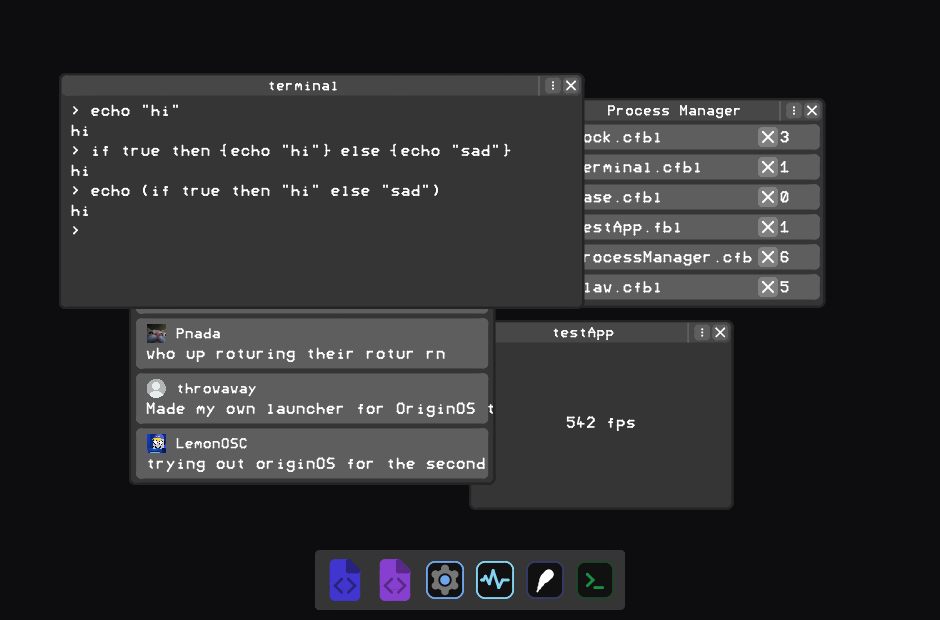 terminal
> echo "hi"
hi
> if true then {echo "hi"} else {echo "sad"}
hi
> echo (if true then "hi" else "sad")
hi
>
Process Manager
ock.cfbl 3
erminal.cfbl 1
ase.cfbl 0
estApp.fbl 1
rocessManager.cfb 6
law.cfbl 5
Pnada
who up roturing their rotur rn
throwaway
Made my own launcher for OriginOS t
LemonOSC
trying out originOS for the second
testApp
542 fps